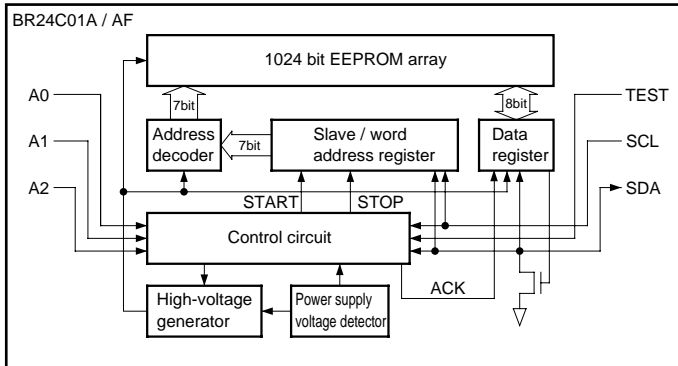 BR24C01A / AF
1024 bit EEPROM array
A0
7bit
8bit
TEST
A1
Address
decoder
7bit
Slave / word
address register
Data
register
SCL
A2
START
STOP
SDA
Control circuit
ACK
High-voltage
generator
Power supply
voltage detector